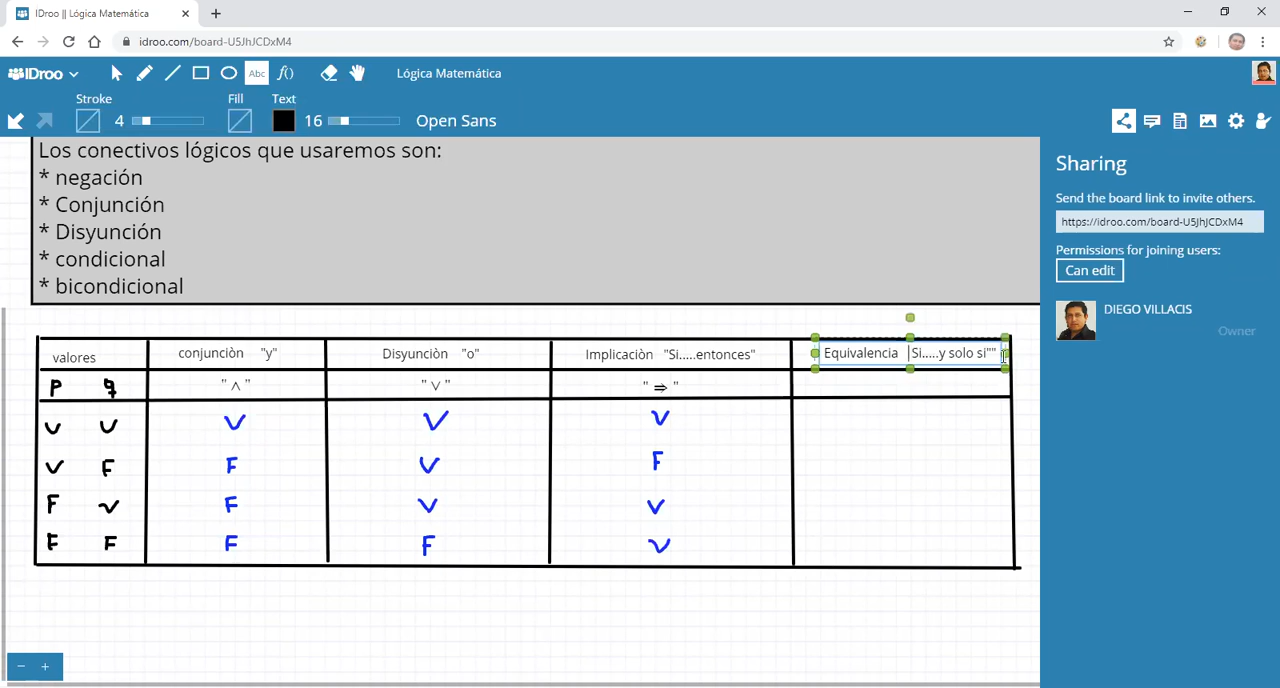 IDroo || Lógica Matemática
idroo.com/board-U5JhJCDxM4
IDroo Abc f() Lógica Matemática
Stroke Fill Text
4 16 Open Sans
Los conectivos lógicos que usaremos son:
* negación
* Conjunción
* Disyunción
* condicional
* bicondicional
valores conjunciòn "y" Disyunciòn "o" Implicaciòn "Si.....entonces" Equivalencia Si.....y solo si""
p q " ∧ " " ∨ " " ⇒ "
V V V V V
V F F V F
F V F V V
F F F F V
Sharing
Send the board link to invite others.
https://idroo.com/board-U5JhJCDxM4
Permissions for joining users:
Can edit
DIEGO VILLACIS
Owner